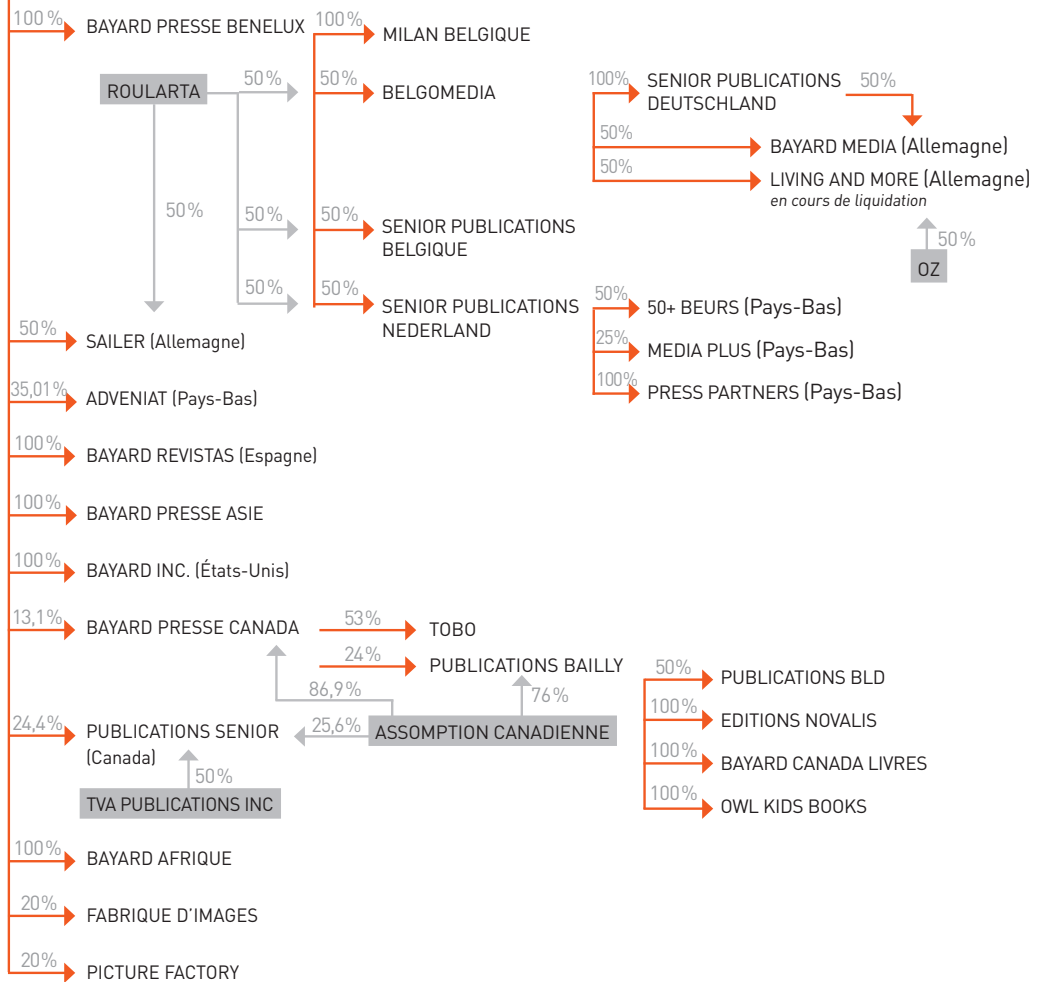 100 %
BAYARD PRESSE BENELUX
100 %
MILAN BELGIQUE
ROULARTA
50 %
50 %
BELGOMEDIA
50 %
50 %
SENIOR PUBLICATIONS
BELGIQUE
50 %
50 %
SENIOR PUBLICATIONS
NEDERLAND
50 %
100%
SENIOR PUBLICATIONS
DEUTSCHLAND
50 %
50%
BAYARD MEDIA (Allemagne)
50%
LIVING AND MORE (Allemagne)
en cours de liquidation
50 %
OZ
50%
50+ BEURS (Pays-Bas)
25%
MEDIA PLUS (Pays-Bas)
100%
PRESS PARTNERS (Pays-Bas)
50 %
SAILER (Allemagne)
35,01%
ADVENIAT (Pays-Bas)
100 %
BAYARD REVISTAS (Espagne)
100 %
BAYARD PRESSE ASIE
100 %
BAYARD INC. (États-Unis)
13,1%
BAYARD PRESSE CANADA
53%
TOBO
24%
PUBLICATIONS BAILLY
86,9%
76%
24,4%
PUBLICATIONS SENIOR
(Canada)
25,6%
ASSOMPTION CANADIENNE
50%
TVA PUBLICATIONS INC
50%
PUBLICATIONS BLD
100%
EDITIONS NOVALIS
100%
BAYARD CANADA LIVRES
100%
OWL KIDS BOOKS
100%
BAYARD AFRIQUE
20%
FABRIQUE D'IMAGES
20%
PICTURE FACTORY